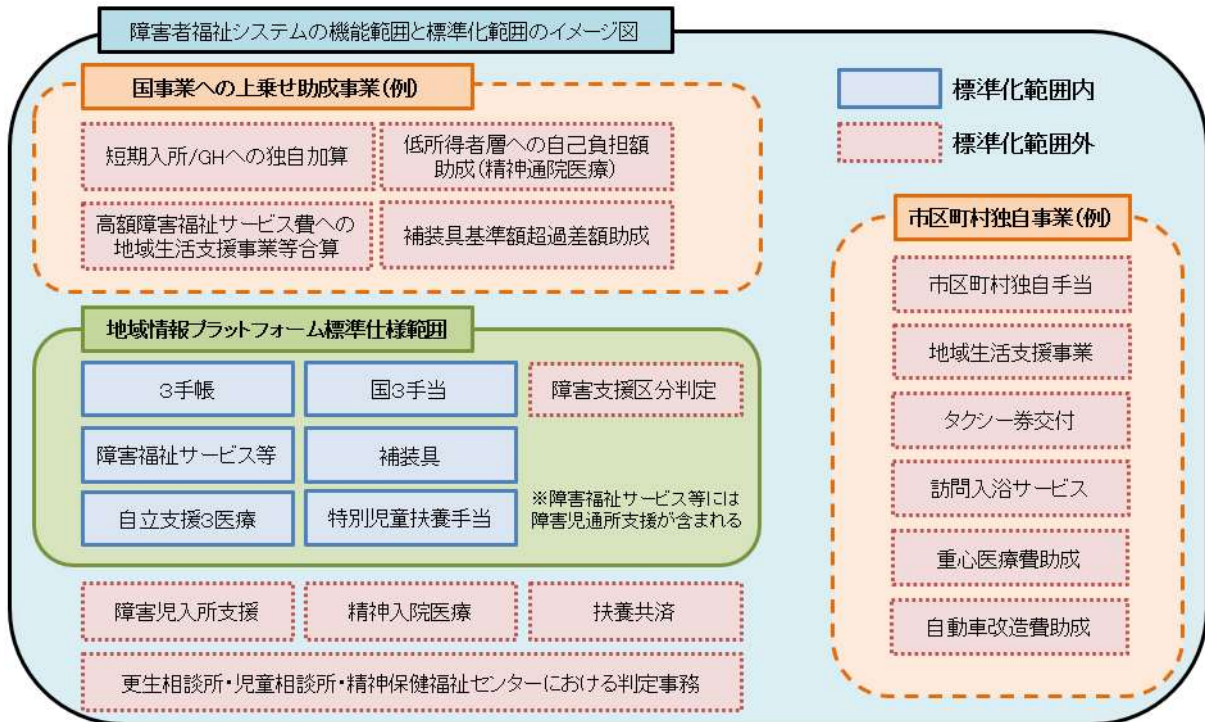 障害者福祉システムの機能範囲と標準化範囲のイメージ図
国事業への上乗せ助成事業(例)
短期入所/GHへの独自加算
低所得者層への自己負担額
助成(精神通院医療)
高額障害福祉サービス費への
地域生活支援事業等合算
補装具基準額超過差額助成
標準化範囲内
標準化範囲外
市区町村独自事業(例)
市区町村独自手当
地域生活支援事業
タクシー券交付
訪問入浴サービス
重心医療費助成
自動車改造費助成
地域情報プラットフォーム標準仕様範囲
3手帳
国3手当
障害支援区分判定
障害福祉サービス等
補装具
自立支援3医療
特別児童扶養手当
※障害福祉サービス等には
障害児通所支援が含まれる
障害児入所支援
精神入院医療
扶養共済
更生相談所・児童相談所・精神保健福祉センターにおける判定事務